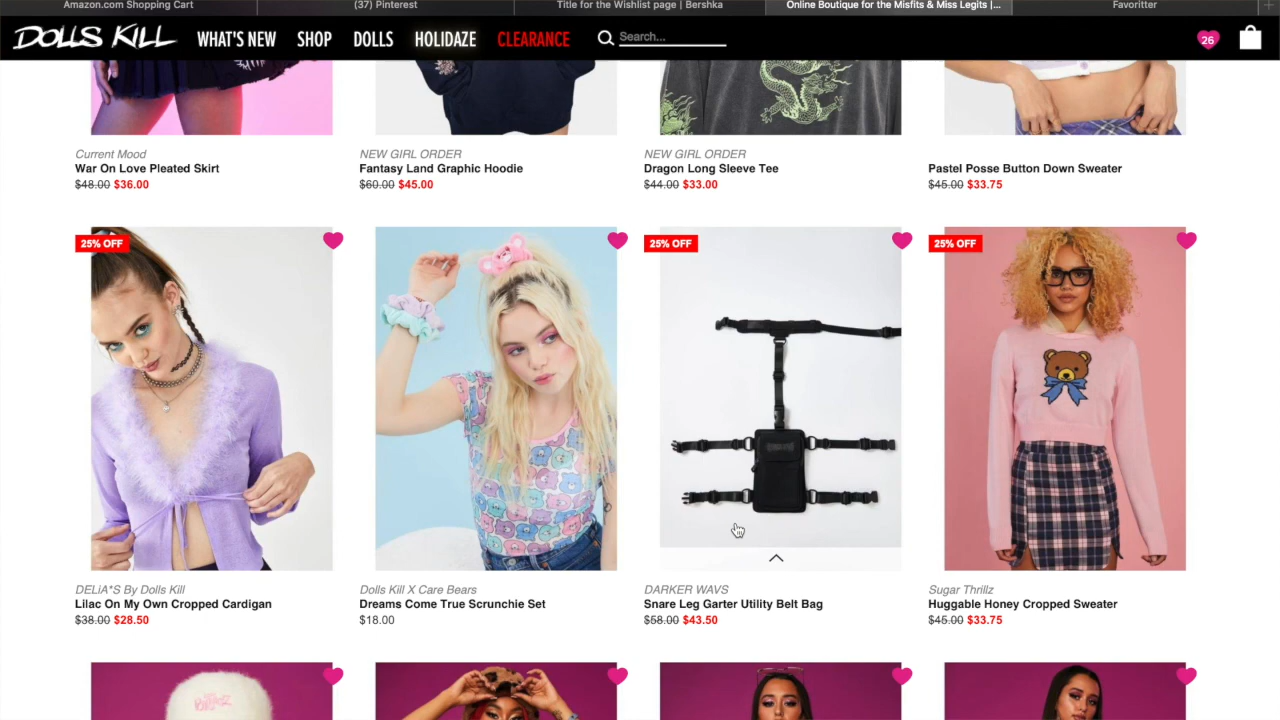 Amazon.com Shopping Cart
(37) Pinterest
Title for the Wishlist page | Bershka
Online Boutique for the Misfits & Miss Legits |...
Favoritter
DOLLS KILL
WHAT'S NEW
SHOP
DOLLS
HOLIDAZE
CLEARANCE
Search...
26
Current Mood
War On Love Pleated Skirt
$48.00 $36.00
NEW GIRL ORDER
Fantasy Land Graphic Hoodie
$60.00 $45.00
NEW GIRL ORDER
Dragon Long Sleeve Tee
$44.00 $33.00
Pastel Posse Button Down Sweater
$45.00 $33.75
25% OFF
25% OFF
25% OFF
DELiA*S By Dolls Kill
Lilac On My Own Cropped Cardigan
$38.00 $28.50
Dolls Kill X Care Bears
Dreams Come True Scrunchie Set
$18.00
DARKER WAVS
Snare Leg Garter Utility Belt Bag
$58.00 $43.50
Sugar Thrillz
Huggable Honey Cropped Sweater
$45.00 $33.75